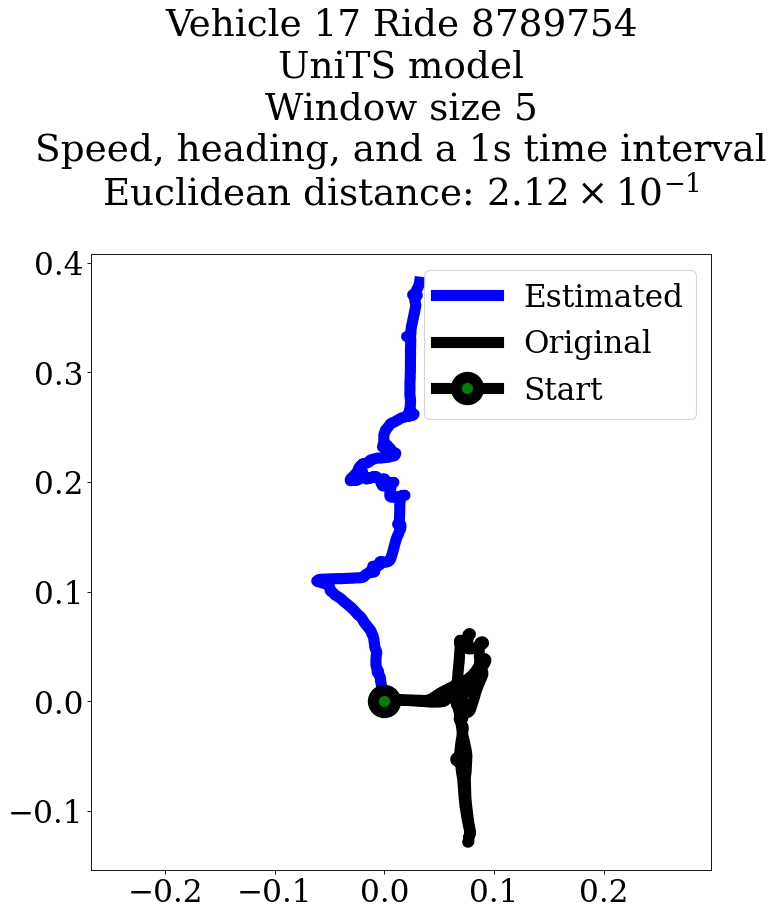 Vehicle 17 Ride 8789754
UniTS model
Window size 5
Speed, heading, and a 1s time interval
Euclidean distance: 2.12 × 10⁻¹
Estimated
Original
Start
0.4
0.3
0.2
0.1
0.0
−0.1
−0.2 −0.1 0.0 0.1 0.2